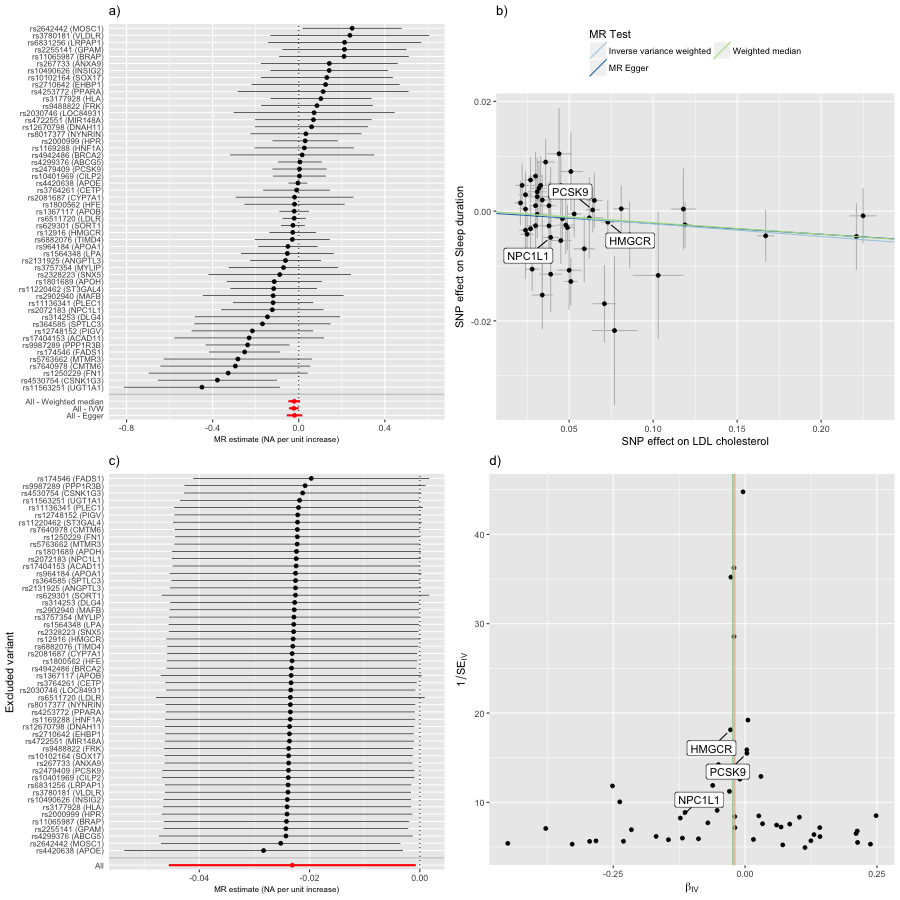 a)
rs2642442 (MOSC1)
rs3780181 (VLDLR)
rs6831256 (LRPAP1)
rs2255141 (GPAM)
rs11065987 (BRAP)
rs267733 (ANXA9)
rs10490626 (INSIG2)
rs10102164 (SOX17)
rs2710642 (EHBP1)
rs4253772 (PPARA)
rs3177928 (HLA)
rs9488822 (FRK)
rs2030746 (LOC84931)
rs4722551 (MIR148A)
rs12670798 (DNAH11)
rs8017377 (NYNRIN)
rs2000999 (HPR)
rs1169288 (HNF1A)
rs4942486 (BRCA2)
rs4299376 (ABCG5)
rs2479409 (PCSK9)
rs10401969 (CILP2)
rs4420638 (APOE)
rs3764261 (CETP)
rs2081687 (CYP7A1)
rs1800562 (HFE)
rs1367117 (APOB)
rs6511720 (LDLR)
rs629301 (SORT1)
rs12916 (HMGCR)
rs6882076 (TIMD4)
rs964184 (APOA1)
rs1564348 (LPA)
rs2131925 (ANGPTL3)
rs3757354 (MYLIP)
rs2328223 (SNX5)
rs1801689 (APOH)
rs11220462 (ST3GAL4)
rs2902940 (MAFB)
rs11136341 (PLEC1)
rs2072183 (NPC1L1)
rs314253 (DLG4)
rs364585 (SPTLC3)
rs12748152 (PIGV)
rs17404153 (ACAD11)
rs9987289 (PPP1R3B)
rs174546 (FADS1)
rs5763662 (MTMR3)
rs7640978 (CMTM6)
rs1250229 (FN1)
rs4530754 (CSNK1G3)
rs11563251 (UGT1A1)
All - Weighted median
All - IVW
All - Egger
-0.8 -0.4 0.0 0.4
MR estimate (NA per unit increase)
b)
MR Test
Inverse variance weighted
Weighted median
MR Egger
SNP effect on Sleep duration
0.02
0.00
-0.02
PCSK9
HMGCR
NPC1L1
0.05 0.10 0.15 0.20
SNP effect on LDL cholesterol
c)
Excluded variant
rs174546 (FADS1)
rs9987289 (PPP1R3B)
rs4530754 (CSNK1G3)
rs11563251 (UGT1A1)
rs11136341 (PLEC1)
rs12748152 (PIGV)
rs11220462 (ST3GAL4)
rs7640978 (CMTM6)
rs1250229 (FN1)
rs5763662 (MTMR3)
rs1801689 (APOH)
rs2072183 (NPC1L1)
rs17404153 (ACAD11)
rs964184 (APOA1)
rs364585 (SPTLC3)
rs2131925 (ANGPTL3)
rs629301 (SORT1)
rs314253 (DLG4)
rs2902940 (MAFB)
rs3757354 (MYLIP)
rs1564348 (LPA)
rs2328223 (SNX5)
rs12916 (HMGCR)
rs6882076 (TIMD4)
rs2081687 (CYP7A1)
rs1800562 (HFE)
rs4942486 (BRCA2)
rs1367117 (APOB)
rs3764261 (CETP)
rs2030746 (LOC84931)
rs6511720 (LDLR)
rs8017377 (NYNRIN)
rs4253772 (PPARA)
rs1169288 (HNF1A)
rs12670798 (DNAH11)
rs2710642 (EHBP1)
rs4722551 (MIR148A)
rs9488822 (FRK)
rs10102164 (SOX17)
rs267733 (ANXA9)
rs2479409 (PCSK9)
rs10401969 (CILP2)
rs6831256 (LRPAP1)
rs3780181 (VLDLR)
rs10490626 (INSIG2)
rs3177928 (HLA)
rs2000999 (HPR)
rs11065987 (BRAP)
rs2255141 (GPAM)
rs4299376 (ABCG5)
rs2642442 (MOSC1)
rs4420638 (APOE)
All
-0.04 -0.02 0.00
MR estimate (NA per unit increase)
d)
1/SE_IV
40
30
20
10
HMGCR
PCSK9
NPC1L1
-0.25 0.00 0.25
β_IV